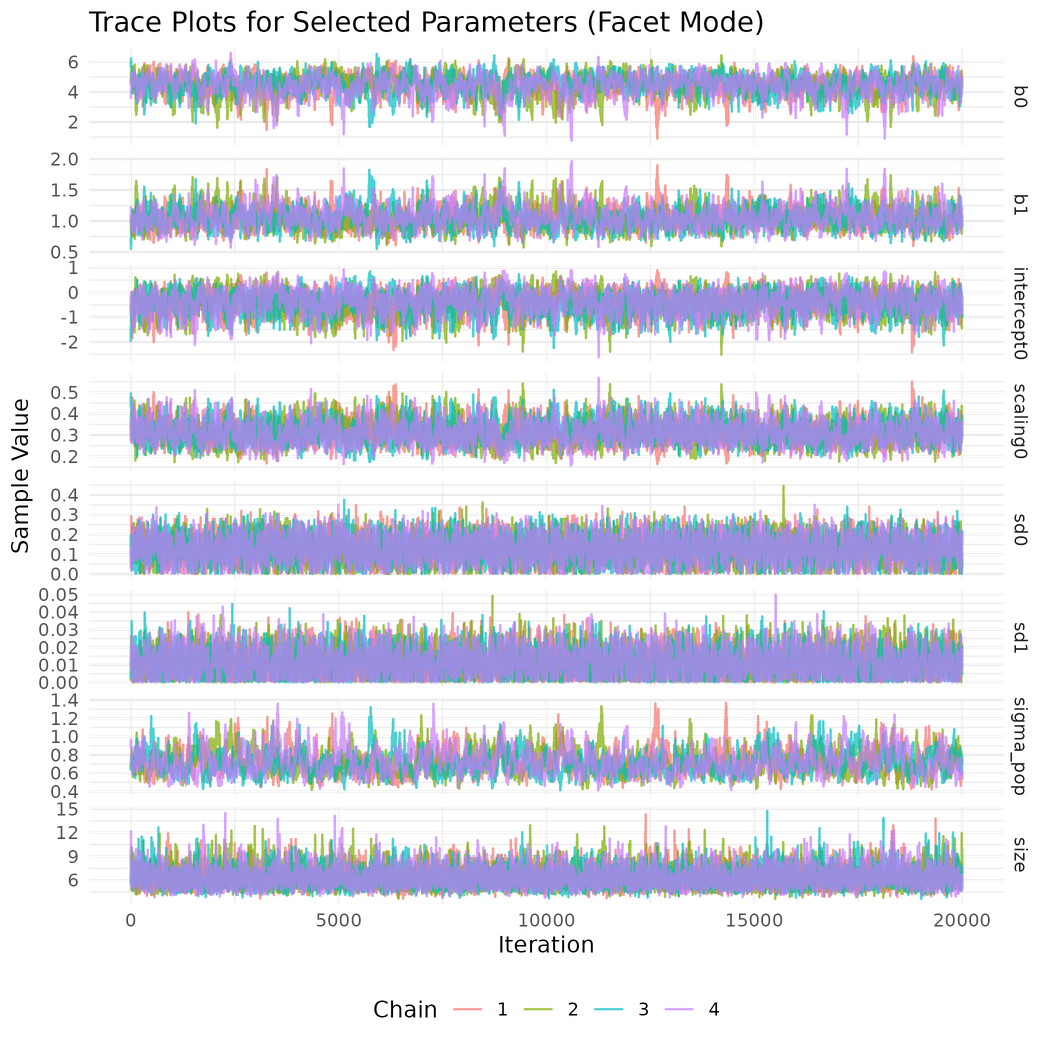 Trace Plots for Selected Parameters (Facet Mode)
6
4
2
b0
2.0
1.5
1.0
0.5
b1
1
0
-1
-2
intercept0
0.5
0.4
0.3
0.2
scaling0
0.4
0.3
0.2
0.1
0.0
sd0
0.05
0.04
0.03
0.02
0.01
0.00
sd1
1.4
1.2
1.0
0.8
0.6
0.4
sigma_pop
15
12
9
6
size
Sample Value
0 5000 10000 15000 20000
Iteration
Chain 1 2 3 4